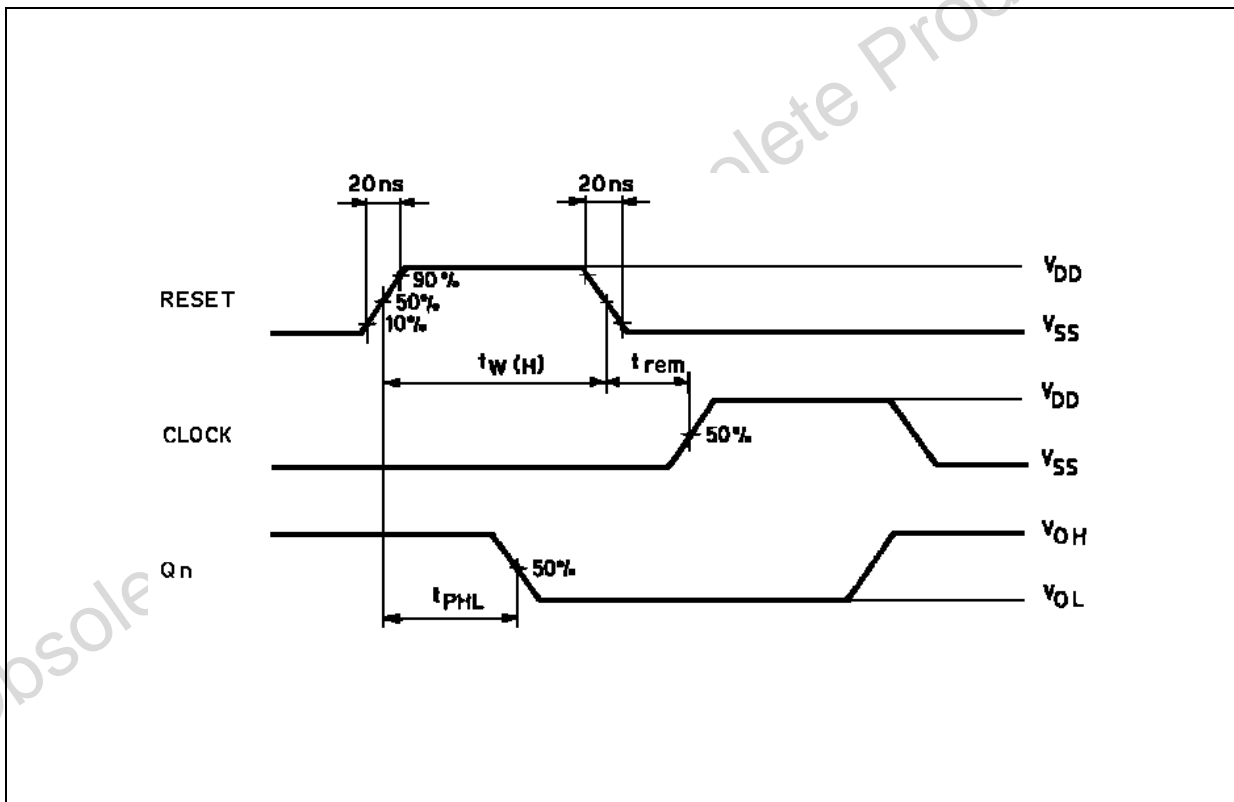 olete Prod
20ns 20ns
90%
50%
10%
RESET
VDD
VSS
tW (H) trem
CLOCK
50%
VDD
VSS
Qn
50%
tPHL
VOH
VOL
bsole